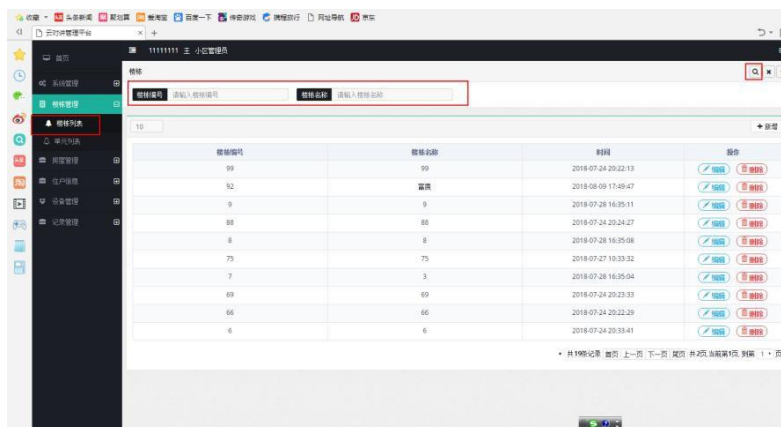 收藏 头条新闻 聚划算 爱淘宝 百度一下 传奇游戏 携程旅行 网址导航 京东
云对讲管理平台
首页
11111111 主 小区管理员
楼栋
系统管理
楼栋管理
楼栋编号 请输入楼栋编号 楼栋名称 请输入楼栋名称
楼栋列表
10 新增
单元列表
房屋管理
住户信息
设备管理
记录管理
楼栋编号 楼栋名称 时间 操作
99 99 2018-07-24 20:22:13 编辑 删除
92 富贵 2018-08-09 17:49:47 编辑 删除
9 9 2018-07-28 16:35:11 编辑 删除
88 88 2018-07-24 20:24:27 编辑 删除
8 8 2018-07-28 16:35:08 编辑 删除
75 75 2018-07-27 10:33:32 编辑 删除
7 3 2018-07-28 16:35:04 编辑 删除
69 69 2018-07-24 20:23:33 编辑 删除
66 66 2018-07-24 20:22:29 编辑 删除
6 6 2018-07-24 20:33:41 编辑 删除
共19条记录 首页 上一页 下一页 尾页 共2页,当前第1页, 到第 1 页